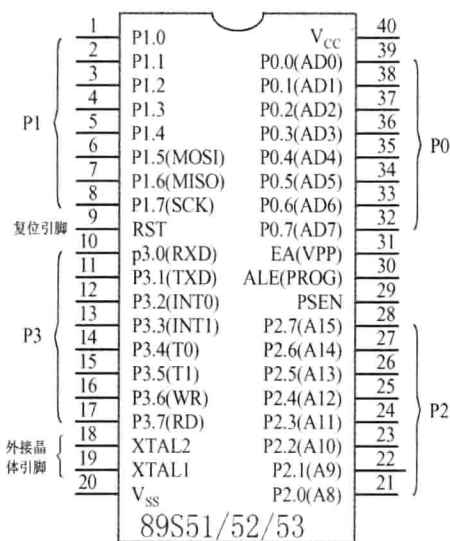 1 P1.0 VCC 40
2 P1.1 P0.0(AD0) 39
3 P1.2 P0.1(AD1) 38
4 P1.3 P0.2(AD2) 37
5 P1.4 P0.3(AD3) 36
6 P1.5(MOSI) P0.4(AD4) 35
7 P1.6(MISO) P0.5(AD5) 34
8 P1.7(SCK) P0.6(AD6) 33
P1
P0
复位引脚 9 RST P0.7(AD7) 32
10 p3.0(RXD) EA(VPP) 31
11 P3.1(TXD) ALE(PROG) 30
12 P3.2(INT0) PSEN 29
13 P3.3(INT1) P2.7(A15) 28
14 P3.4(T0) P2.6(A14) 27
15 P3.5(T1) P2.5(A13) 26
16 P3.6(WR) P2.4(A12) 25
17 P3.7(RD) P2.3(A11) 24
P3
P2
18 XTAL2 P2.2(A10) 23
19 XTAL1 P2.1(A9) 22
外接晶
体引脚
20 VSS P2.0(A8) 21
89S51/52/53